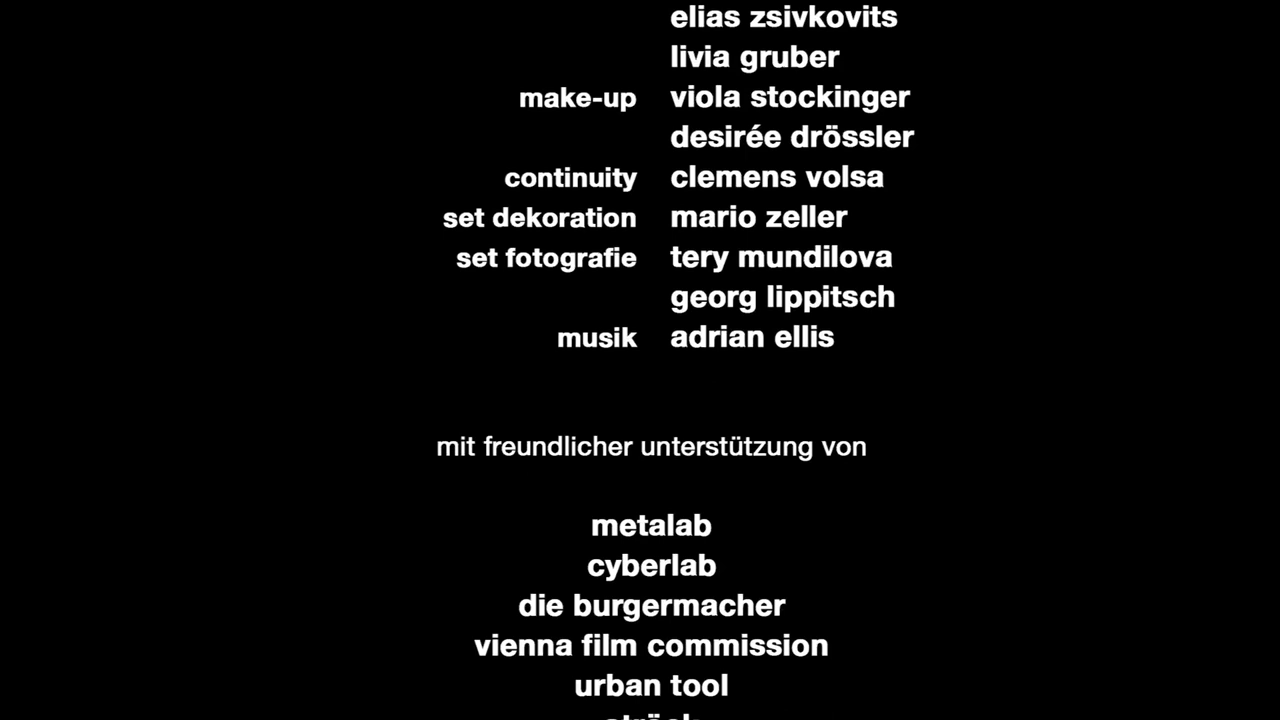 elias zsivkovits
livia gruber
make-up viola stockinger
desirée drössler
continuity clemens volsa
set dekoration mario zeller
set fotografie tery mundilova
georg lippitsch
musik adrian ellis
mit freundlicher unterstützung von
metalab
cyberlab
die burgermacher
vienna film commission
urban tool